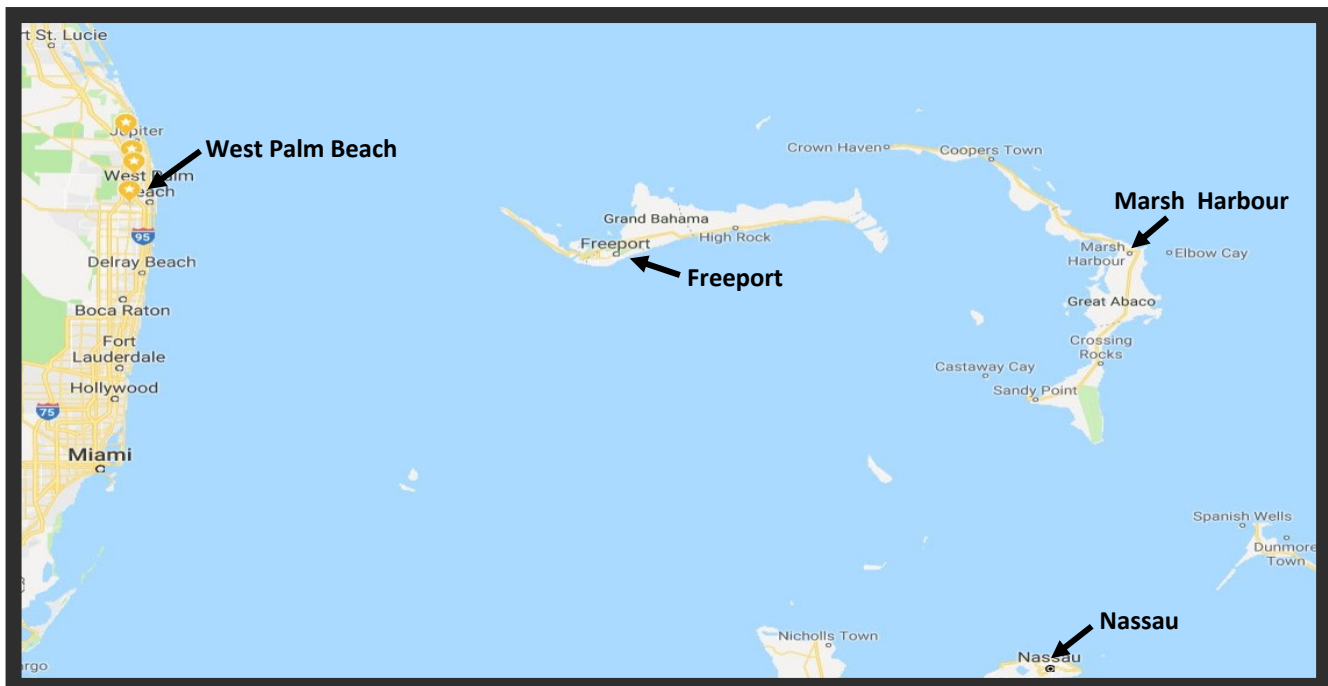 rt St. Lucie
Jupiter
West Palm Beach
West Palm
Beach
95
Delray Beach
Boca Raton
Fort
Lauderdale
Hollywood
75
Miami
argo
Crown Haven
Coopers Town
Marsh Harbour
Grand Bahama
High Rock
Freeport
Freeport
Marsh
Harbour
Elbow Cay
Great Abaco
Crossing
Rocks
Castaway Cay
Sandy Point
Spanish Wells
Dunmore
Town
Nassau
Nicholls Town
Nassau